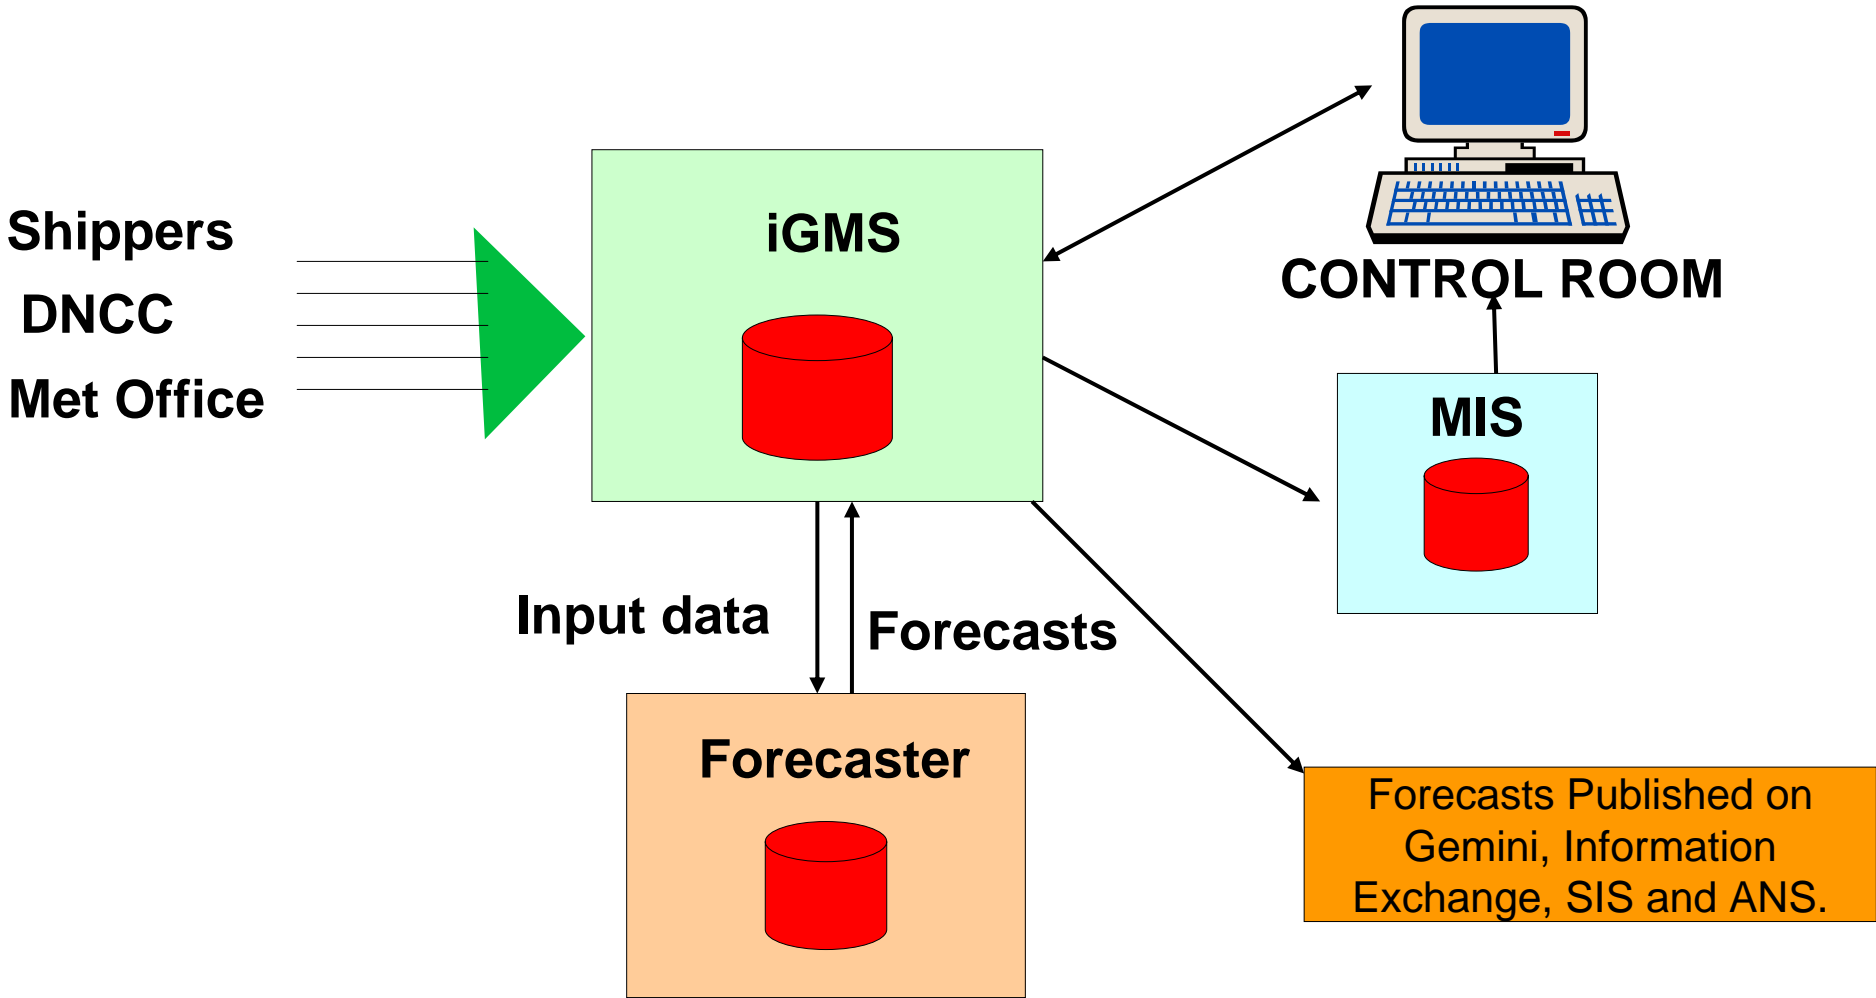 Shippers
DNCC
Met Office
iGMS
CONTROL ROOM
MIS
Input data
Forecasts
Forecaster
Forecasts Published on
Gemini, Information
Exchange, SIS and ANS.